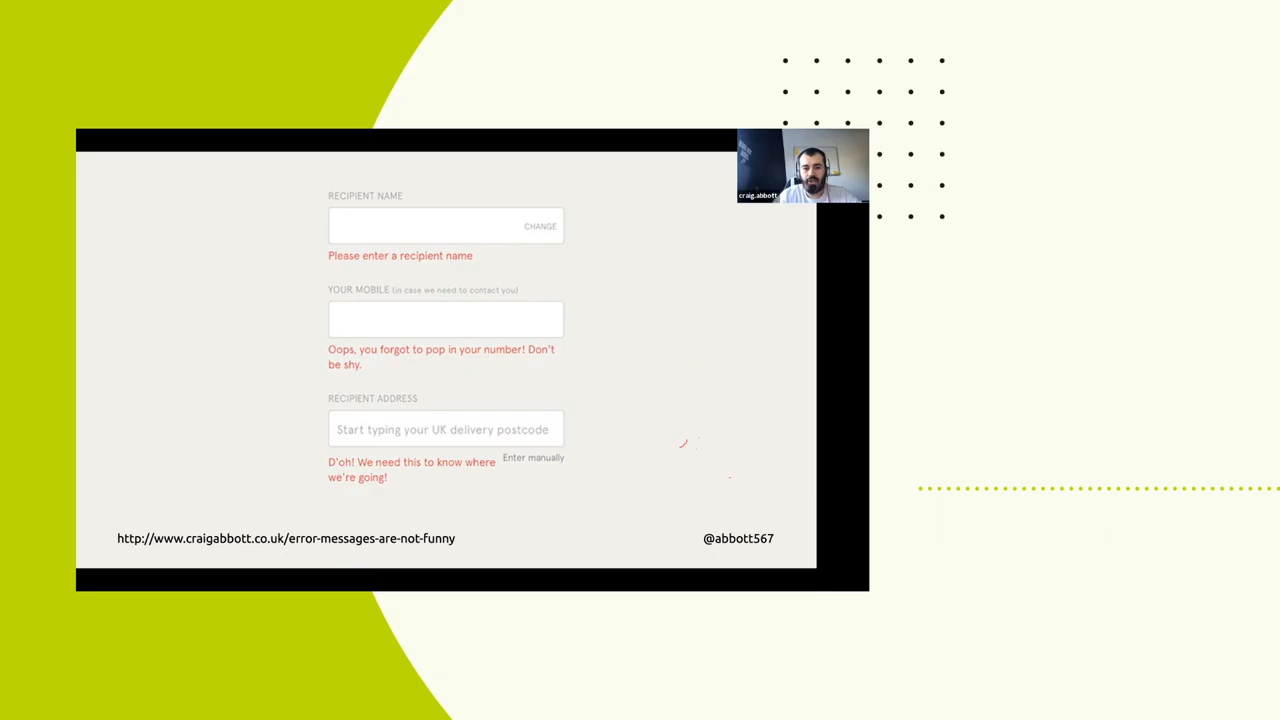 craig.abbott
RECIPIENT NAME
CHANGE
Please enter a recipient name
YOUR MOBILE (in case we need to contact you)
Oops, you forgot to pop in your number! Don't
be shy.
RECIPIENT ADDRESS
Start typing your UK delivery postcode
Enter manually
D'oh! We need this to know where
we're going!
http://www.craigabbott.co.uk/error-messages-are-not-funny
@abbott567